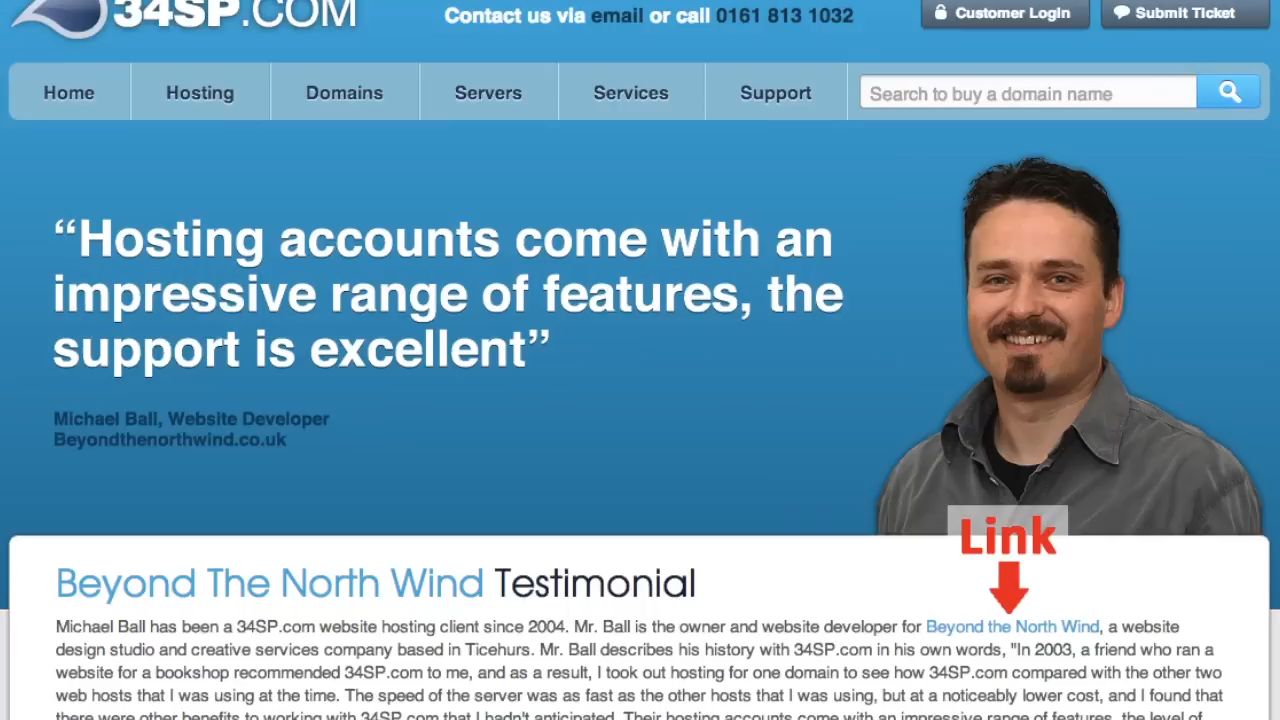 34SP.COM
Contact us via email or call 0161 813 1032
Customer Login
Submit Ticket
Home
Hosting
Domains
Servers
Services
Support
Search to buy a domain name
“Hosting accounts come with an
impressive range of features, the
support is excellent”
Michael Ball, Website Developer
Beyondthenorthwind.co.uk
Link
Beyond The North Wind Testimonial
Michael Ball has been a 34SP.com website hosting client since 2004. Mr. Ball is the owner and website developer for Beyond the North Wind, a website
design studio and creative services company based in Ticehurs. Mr. Ball describes his history with 34SP.com in his own words, "In 2003, a friend who ran a
website for a bookshop recommended 34SP.com to me, and as a result, I took out hosting for one domain to see how 34SP.com compared with the other two
web hosts that I was using at the time. The speed of the server was as fast as the other hosts that I was using, but at a noticeably lower cost, and I found that
there were other benefits to working with 34SP.com that I hadn't anticipated. Their hosting accounts come with an impressive range of features, the level of